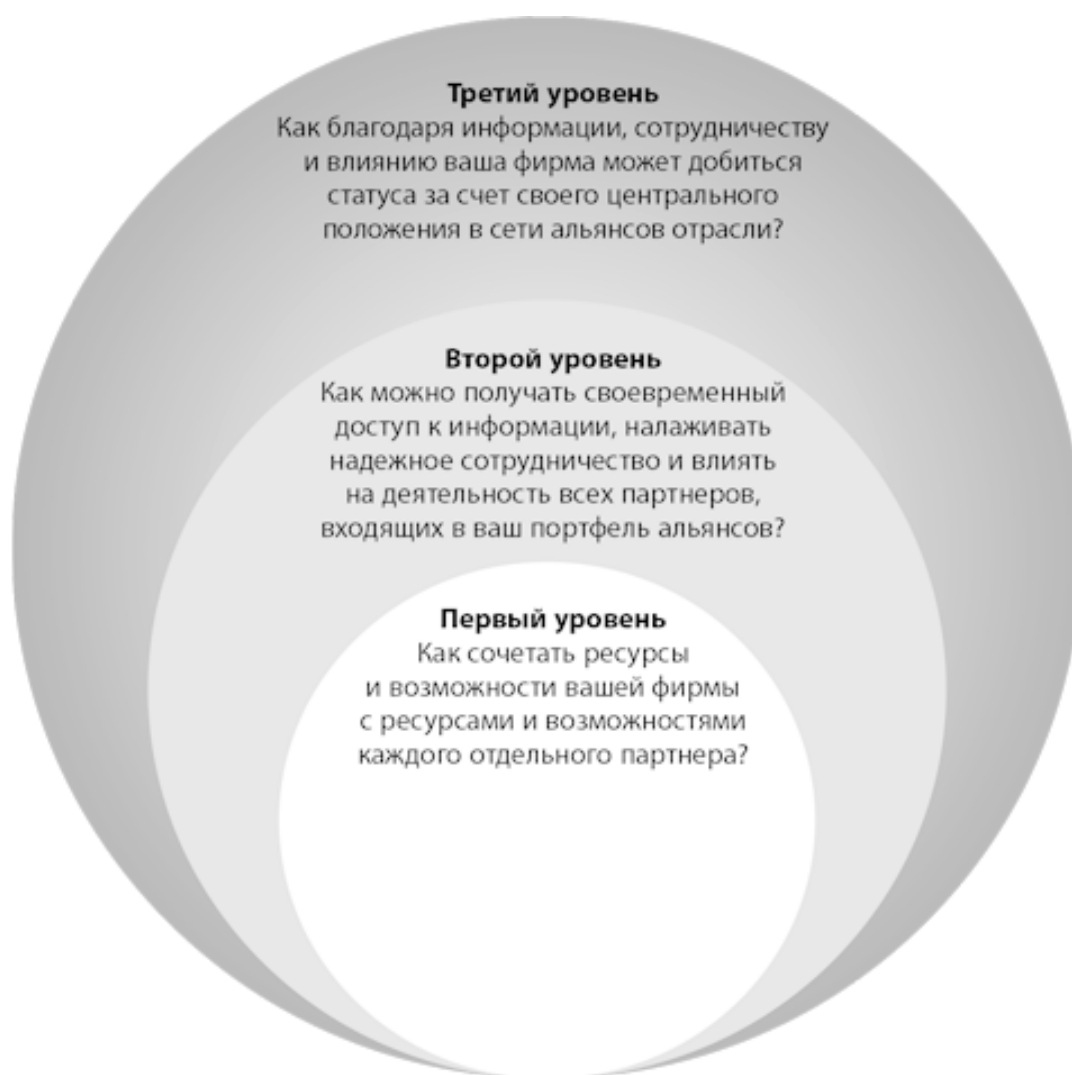 Третий уровень
Как благодаря информации, сотрудничеству
и влиянию ваша фирма может добиться
статуса за счет своего центрального
положения в сети альянсов отрасли?
Второй уровень
Как можно получать своевременный
доступ к информации, налаживать
надежное сотрудничество и влиять
на деятельность всех партнеров,
входящих в ваш портфель альянсов?
Первый уровень
Как сочетать ресурсы
и возможности вашей фирмы
с ресурсами и возможностями
каждого отдельного партнера?